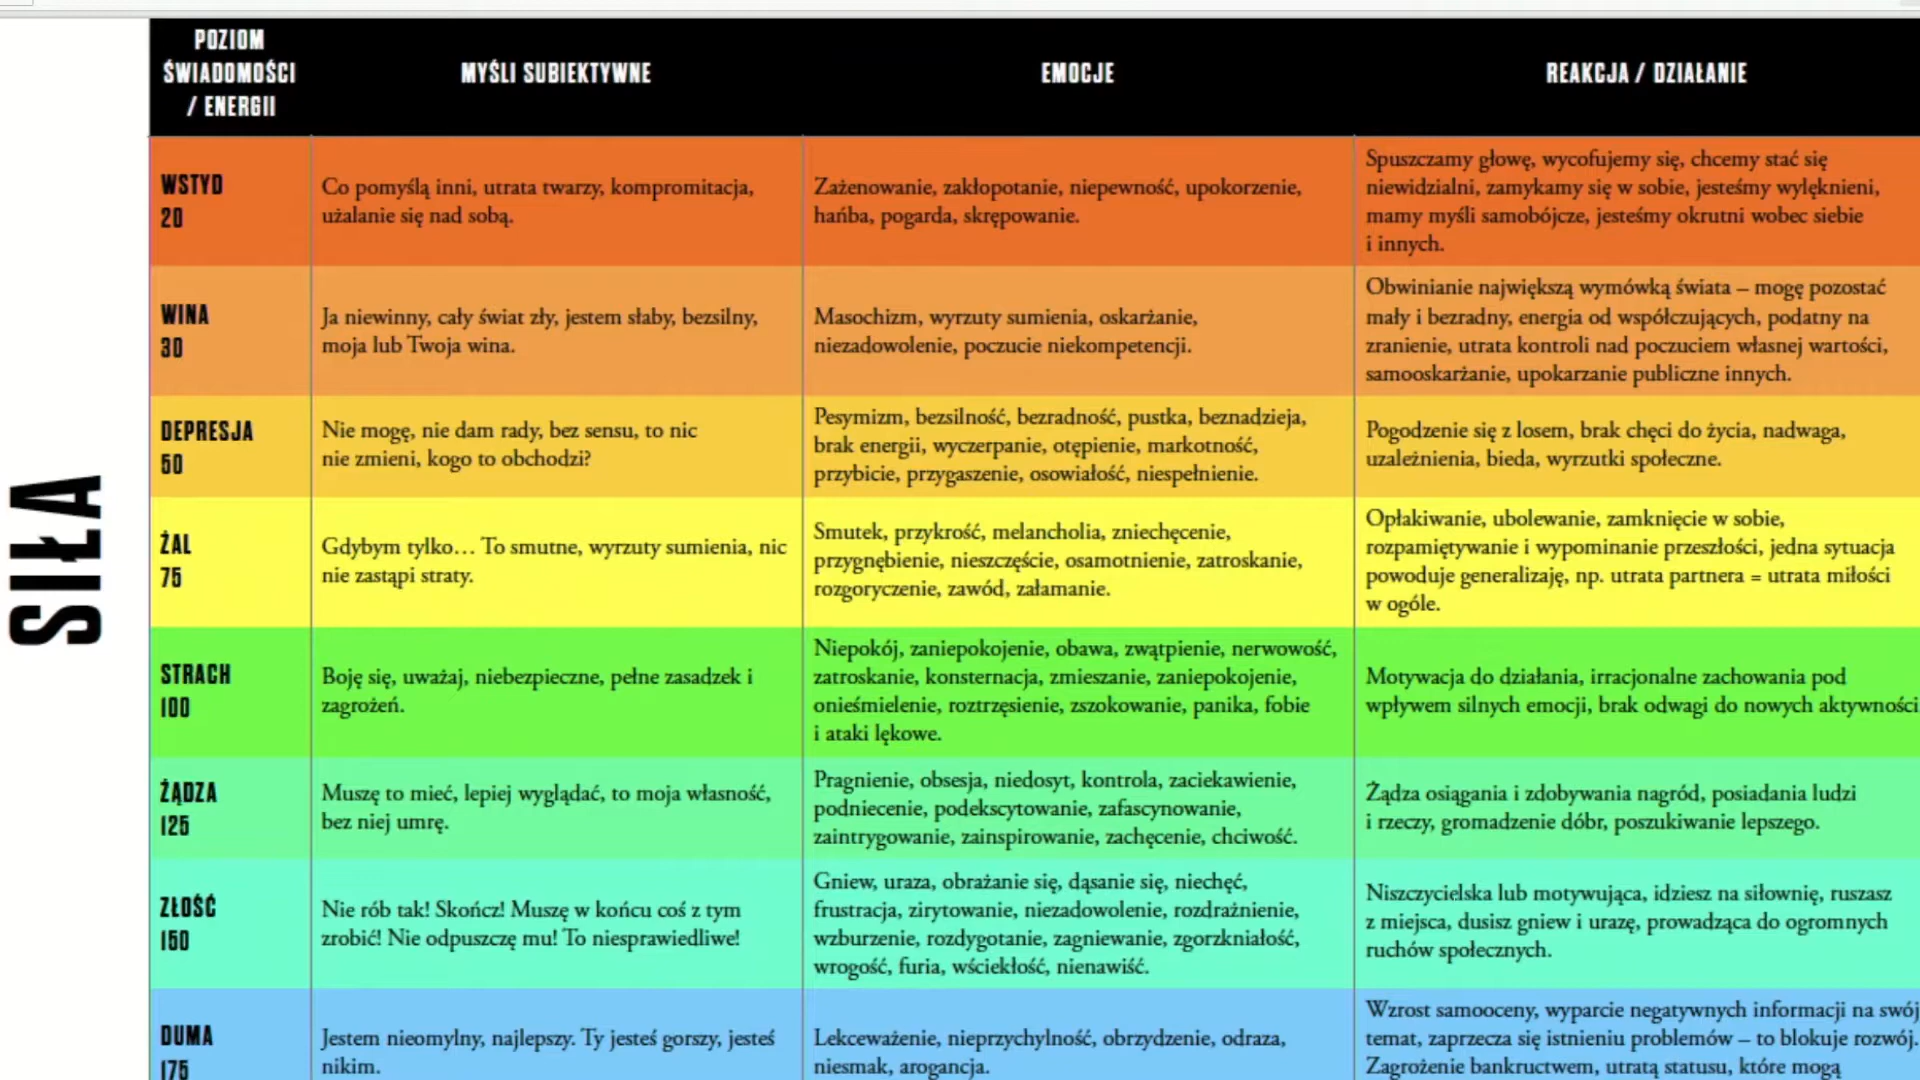 SIŁA
POZIOM
ŚWIADOMOŚCI
/ ENERGII
MYŚLI SUBIEKTYWNE
EMOCJE
REAKCJA / DZIAŁANIE
WSTYD
20
Co pomyślą inni, utrata twarzy, kompromitacja,
użalanie się nad sobą.
Zażenowanie, zakłopotanie, niepewność, upokorzenie,
hańba, pogarda, skrępowanie.
Spuszczamy głowę, wycofujemy się, chcemy stać się
niewidzialni, zamykamy się w sobie, jesteśmy wylęknieni,
mamy myśli samobójcze, jesteśmy okrutni wobec siebie
i innych.
WINA
30
Ja niewinny, cały świat zły, jestem słaby, bezsilny,
moja lub Twoja wina.
Masochizm, wyrzuty sumienia, oskarżanie,
niezadowolenie, poczucie niekompetencji.
Obwinianie największą wymówką świata – mogę pozostać
mały i bezradny, energia od współczujących, podatny na
zranienie, utrata kontroli nad poczuciem własnej wartości,
samooskarżanie, upokarzanie publiczne innych.
DEPRESJA
50
Nie mogę, nie dam rady, bez sensu, to nic
nie zmieni, kogo to obchodzi?
Pesymizm, bezsilność, bezradność, pustka, beznadzieja,
brak energii, wyczerpanie, otępienie, markotność,
przybicie, przygaszenie, osowiałość, niespełnienie.
Pogodzenie się z losem, brak chęci do życia, nadwaga,
uzależnienia, bieda, wyrzutki społeczne.
ŻAL
75
Gdybym tylko… To smutne, wyrzuty sumienia, nic
nie zastąpi straty.
Smutek, przykrość, melancholia, zniechęcenie,
przygnębienie, nieszczęście, osamotnienie, zatroskanie,
rozgoryczenie, zawód, załamanie.
Opłakiwanie, ubolewanie, zamknięcie w sobie,
rozpamiętywanie i wypominanie przeszłości, jedna sytuacja
powoduje generalizaję, np. utrata partnera = utrata miłości
w ogóle.
STRACH
100
Boję się, uważaj, niebezpieczne, pełne zasadzek i
zagrożeń.
Niepokój, zaniepokojenie, obawa, zwątpienie, nerwowość,
zatroskanie, konsternacja, zmieszanie, zaniepokojenie,
onieśmielenie, roztrzęsienie, zszokowanie, panika, fobie
i ataki lękowe.
Motywacja do działania, irracjonalne zachowania pod
wpływem silnych emocji, brak odwagi do nowych aktywności
ŻĄDZA
125
Muszę to mieć, lepiej wyglądać, to moja własność,
bez niej umrę.
Pragnienie, obsesja, niedosyt, kontrola, zaciekawienie,
podniecenie, podekscytowanie, zafascynowanie,
zaintrygowanie, zainspirowanie, zachęcenie, chciwość.
Żądza osiągania i zdobywania nagród, posiadania ludzi
i rzeczy, gromadzenie dóbr, poszukiwanie lepszego.
ZŁOŚĆ
150
Nie rób tak! Skończ! Muszę w końcu coś z tym
zrobić! Nie odpuszczę mu! To niesprawiedliwe!
Gniew, uraza, obrażanie się, dąsanie się, niechęć,
frustracja, zirytowanie, niezadowolenie, rozdrażnienie,
wzburzenie, rozdygotanie, zagniewanie, zgorzkniałość,
wrogość, furia, wściekłość, nienawiść.
Niszczycielska lub motywująca, idziesz na siłownię, ruszasz
z miejsca, dusisz gniew i urazę, prowadząca do ogromnych
ruchów społecznych.
DUMA
175
Jestem nieomylny, najlepszy. Ty jesteś gorszy, jesteś
nikim.
Lekceważenie, nieprzychylność, obrzydzenie, odraza,
niesmak, arogancja.
Wzrost samooceny, wyparcie negatywnych informacji na swój
temat, zaprzecza się istnieniu problemów – to blokuje rozwój.
Zagrożenie bankructwem, utratą statusu, które mogą